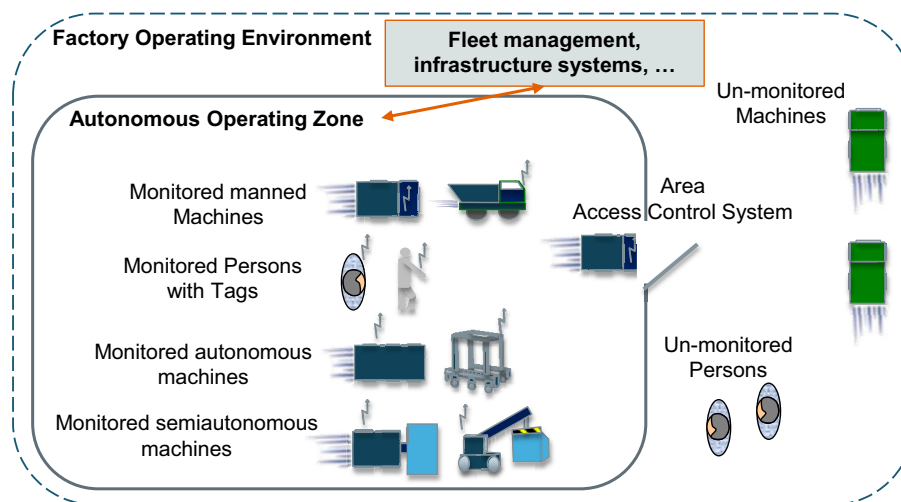 Factory Operating Environment
Fleet management,
infrastructure systems, …
Autonomous Operating Zone
Un-monitored
Machines
Monitored manned
Machines
Area
Access Control System
Monitored Persons
with Tags
Monitored autonomous
machines
Un-monitored
Persons
Monitored semiautonomous
machines